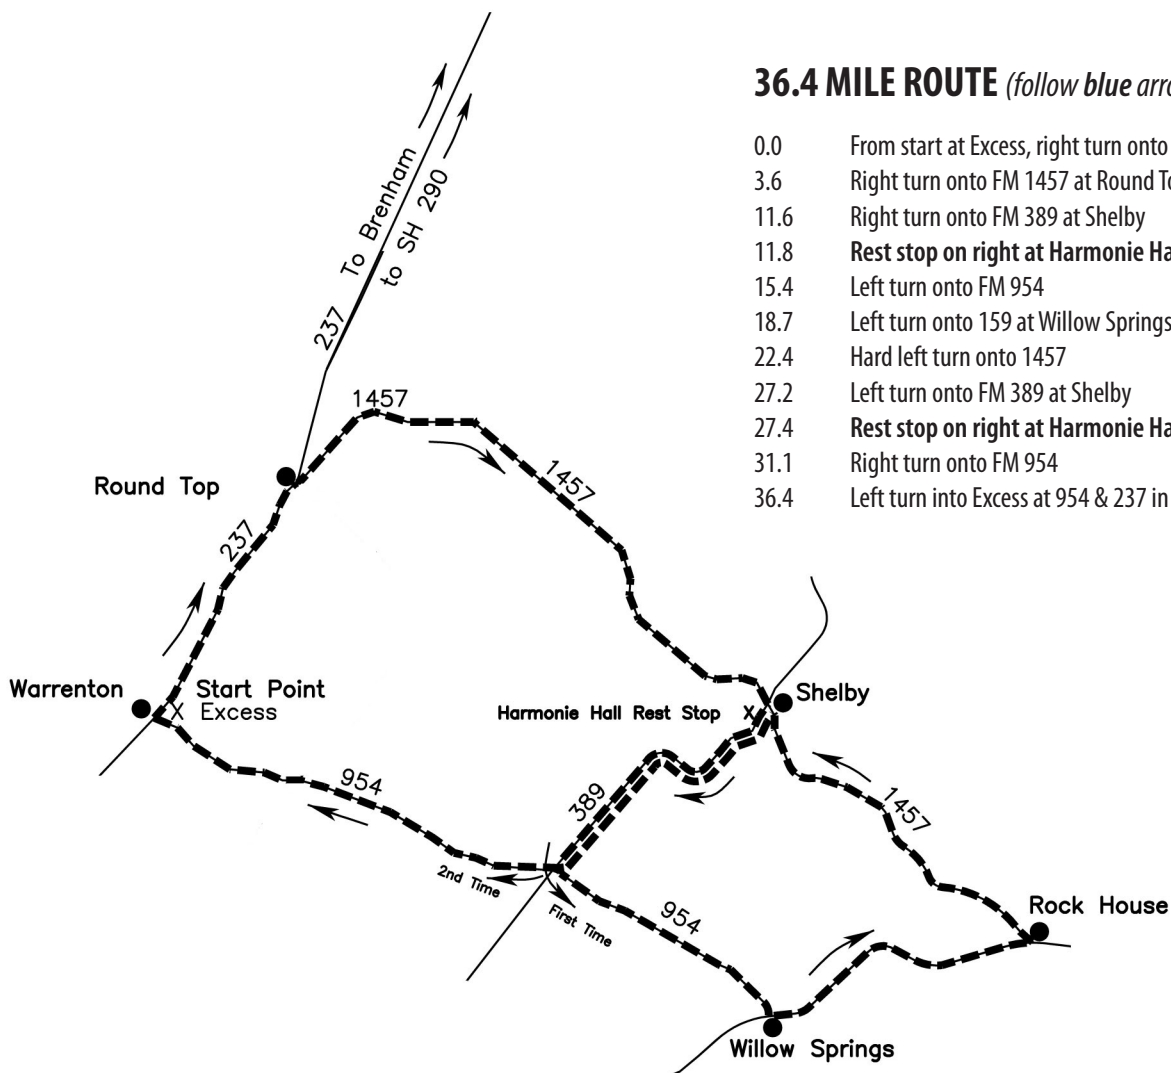 36.4 MILE ROUTE (follow blue
0.0 From start at Excess, right turn onto
3.6 Right turn onto FM 1457 at Round
11.6 Right turn onto FM 389 at Shelby
11.8 Rest stop on right at Harmonie
15.4 Left turn onto FM 954
18.7 Left turn onto 159 at Willow Springs
22.4 Hard left turn onto 1457
27.2 Left turn onto FM 389 at Shelby
27.4 Rest stop on right at Harmonie
31.1 Right turn onto FM 954
36.4 Left turn into Excess at 954 & 237 in
To Brenham
to SH 290
237
1457
Round Top
1457
237
Warrenton
Start Point
Excess
Harmonie Hall Rest Stop
X
X
Shelby
954
389
1457
2nd Time
First Time
954
Rock House
Willow Springs